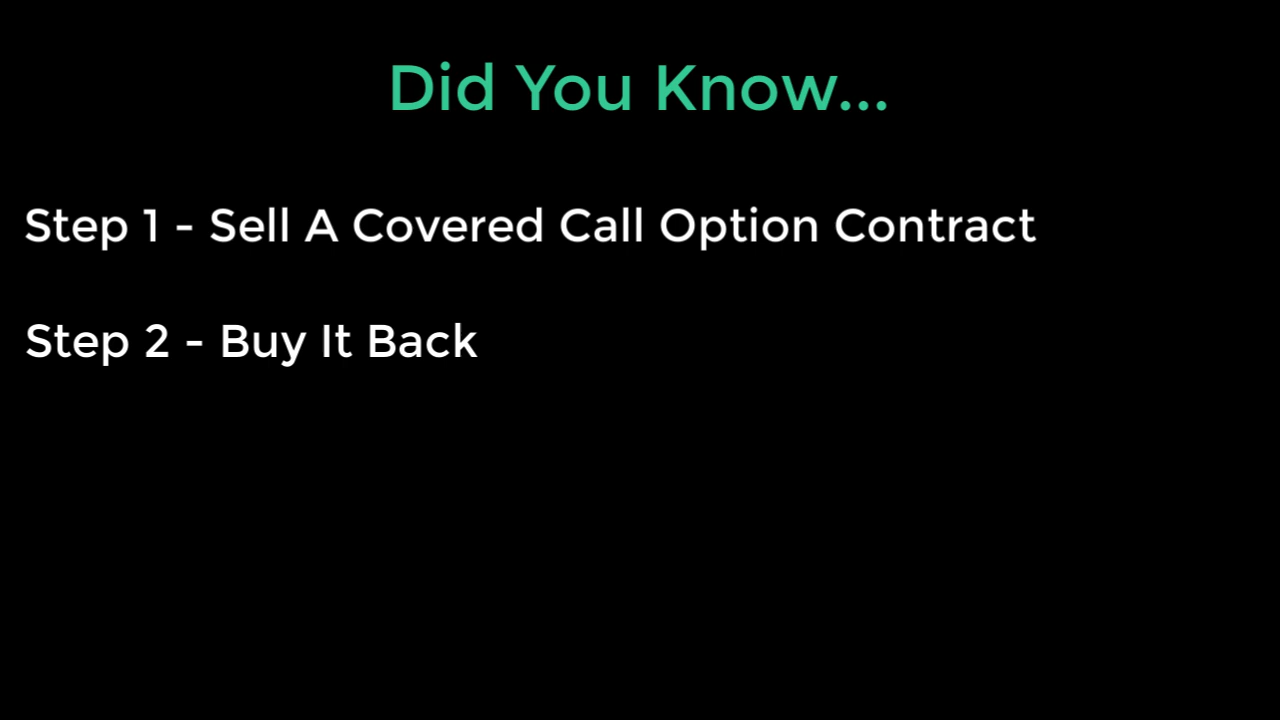 Did You Know...
Step 1 - Sell A Covered Call Option Contract
Step 2 - Buy It Back